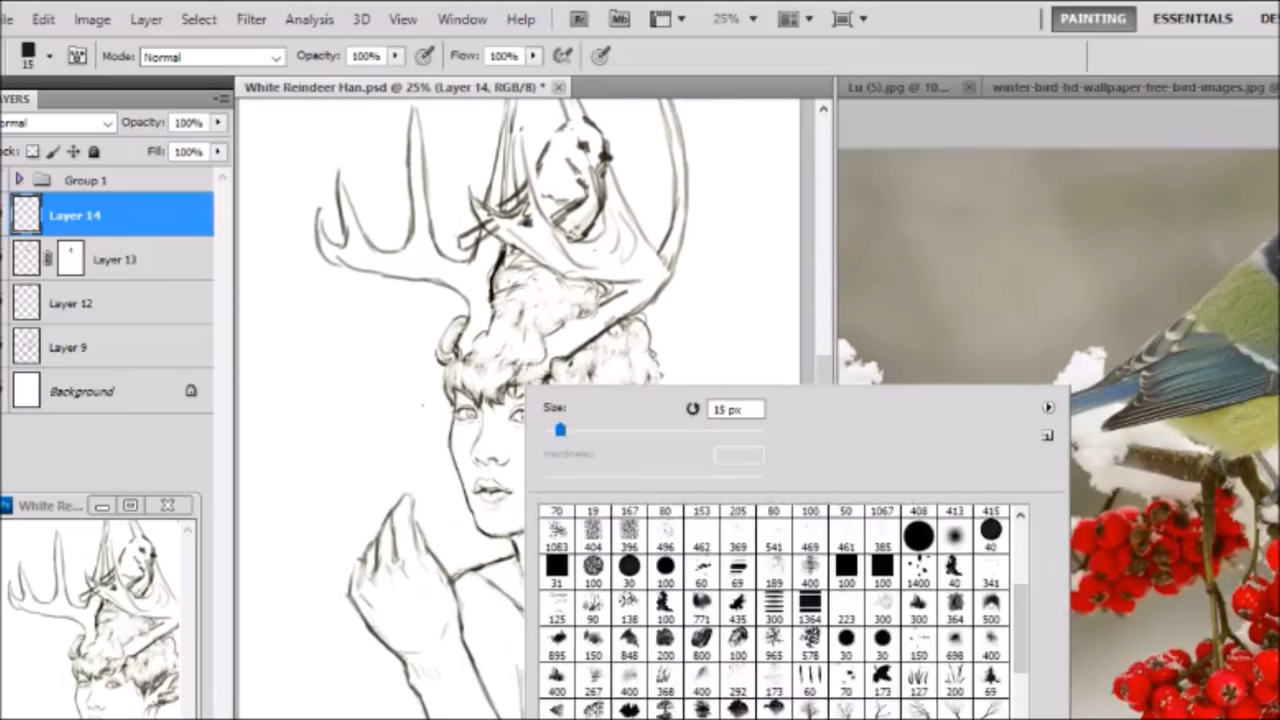 Edit Image Layer Select Filter Analysis 3D View Window Help Br Mb 25% PAINTING ESSENTIALS DE
15 Mode: Normal Opacity: 100% Flow: 100%
White Reindeer Han.psd @ 25% (Layer 14, RGB/8) * Lu (5).jpg @ 10... winter-bird-hd-wallpaper-free-bird-images.jpg @
AYERS
ormal Opacity: 100%
ock: Fill: 100%
Group 1
Layer 14
Layer 13
Layer 12
Layer 9
Background
White Re...
Size: 15 px
Hardness:
70 19 167 80 153 205 80 100 50 1067 408 413 415
1083 404 396 496 462 369 541 469 461 385 40
31 100 30 100 60 69 189 400 100 100 1400 40 341
125 90 138 100 771 435 300 1364 223 300 300 364 500
895 150 848 200 800 100 965 578 30 30 150 698 400
400 267 400 368 400 292 173 60 70 173 127 200 69